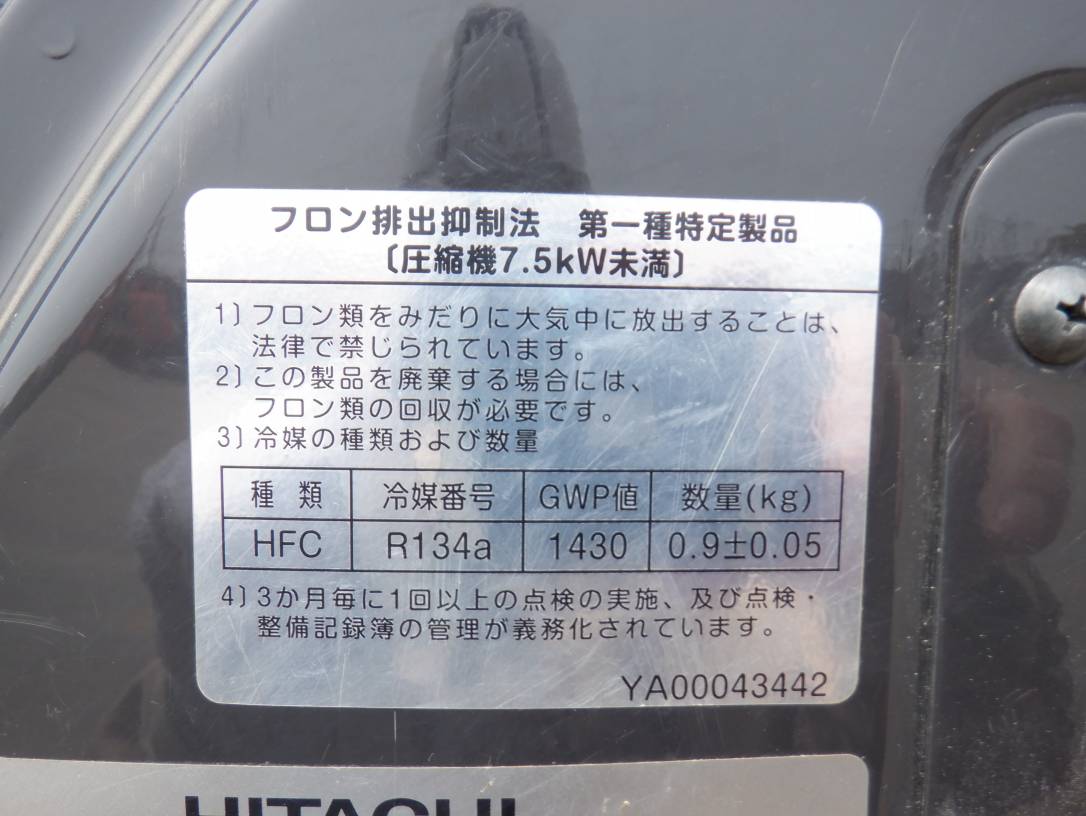 フロン排出抑制法　第一種特定製品
〔圧縮機7.5kW未満〕
1）フロン類をみだりに大気中に放出することは、
法律で禁じられています。
2）この製品を廃棄する場合には、
フロン類の回収が必要です。
3）冷媒の種類および数量
種 類 冷媒番号 GWP値 数量(kg)
HFC R134a 1430 0.9±0.05
4）3か月毎に1回以上の点検の実施、及び点検・
整備記録簿の管理が義務化されています。
YA00043442
HITACHI